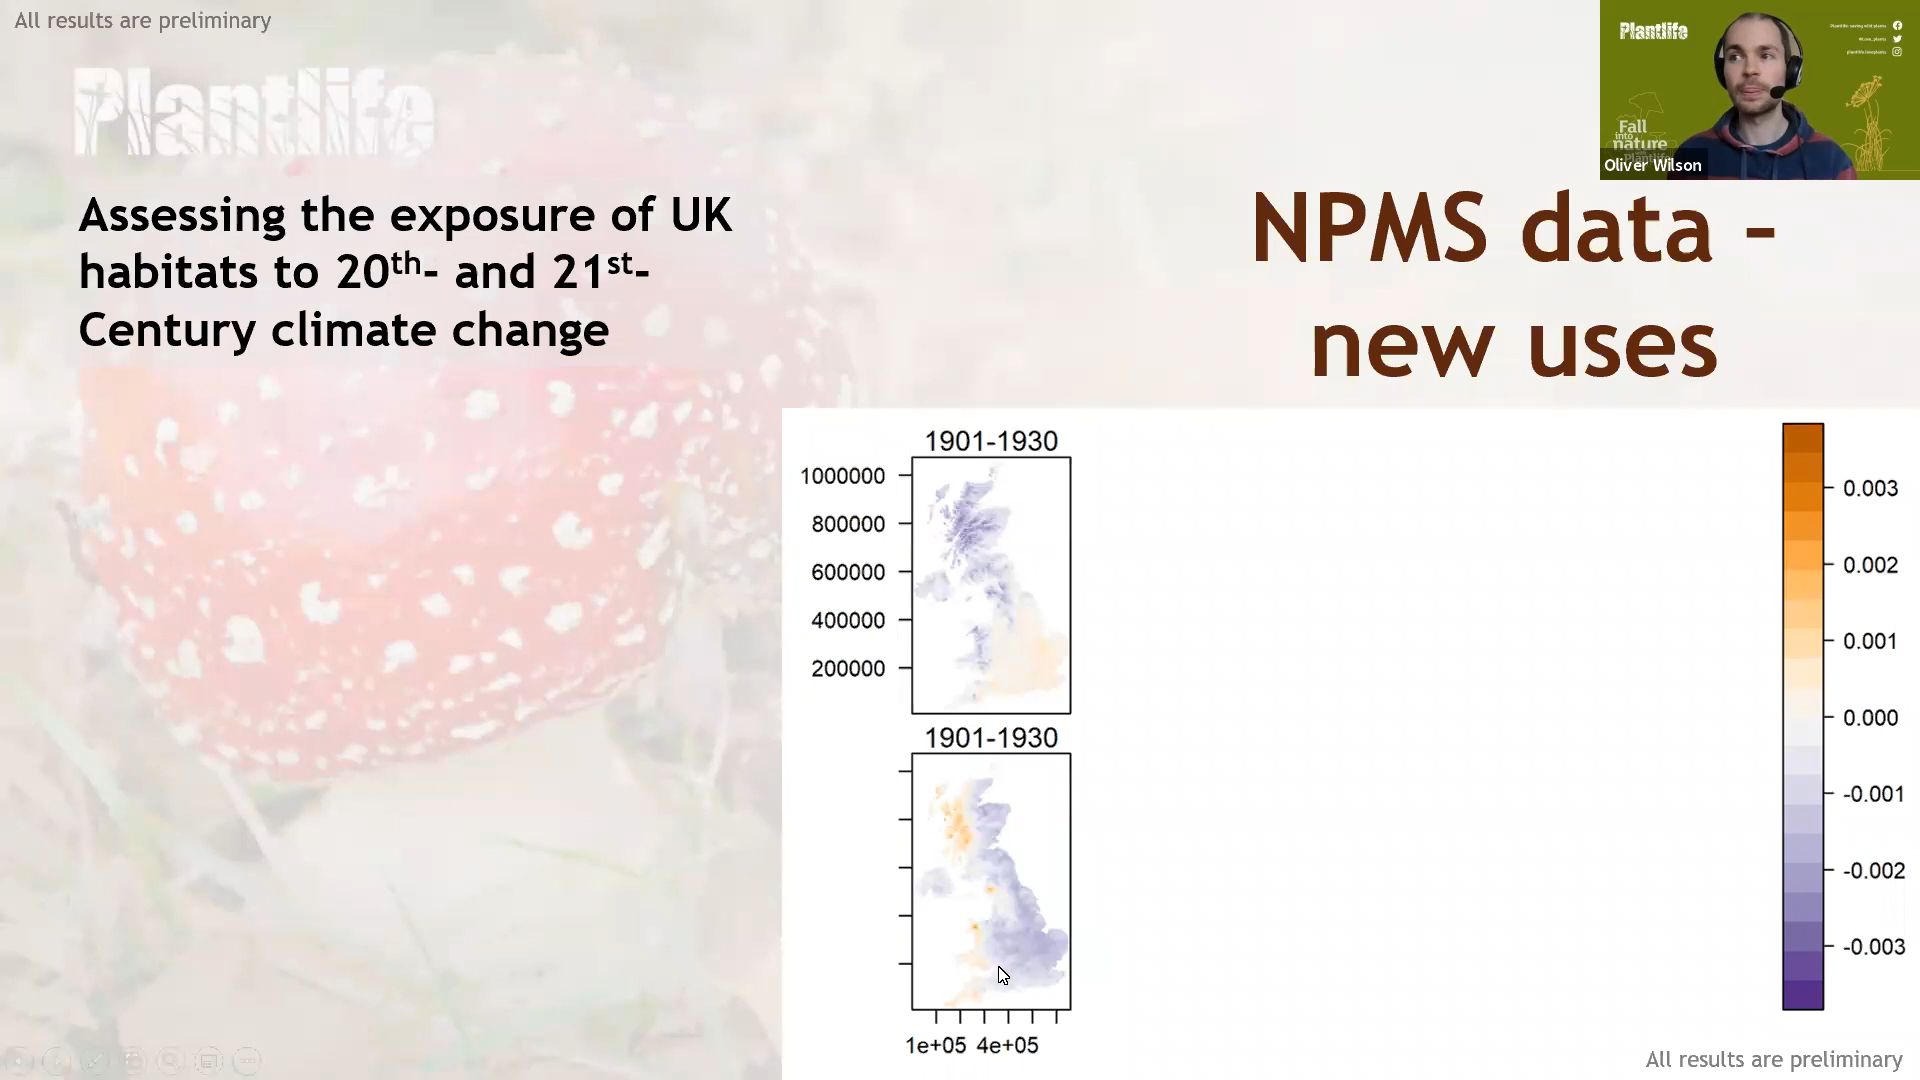 All results are preliminary
Plantlife
Assessing the exposure of UK
habitats to 20th- and 21st-
Century climate change
Plantlife
Fall
into
nature
Plantlife
Oliver Wilson
NPMS data -
new uses
1901-1930
1000000
800000
600000
400000
200000
1901-1930
1e+05 4e+05
0.003
0.002
0.001
0.000
-0.001
-0.002
-0.003
All results are preliminary